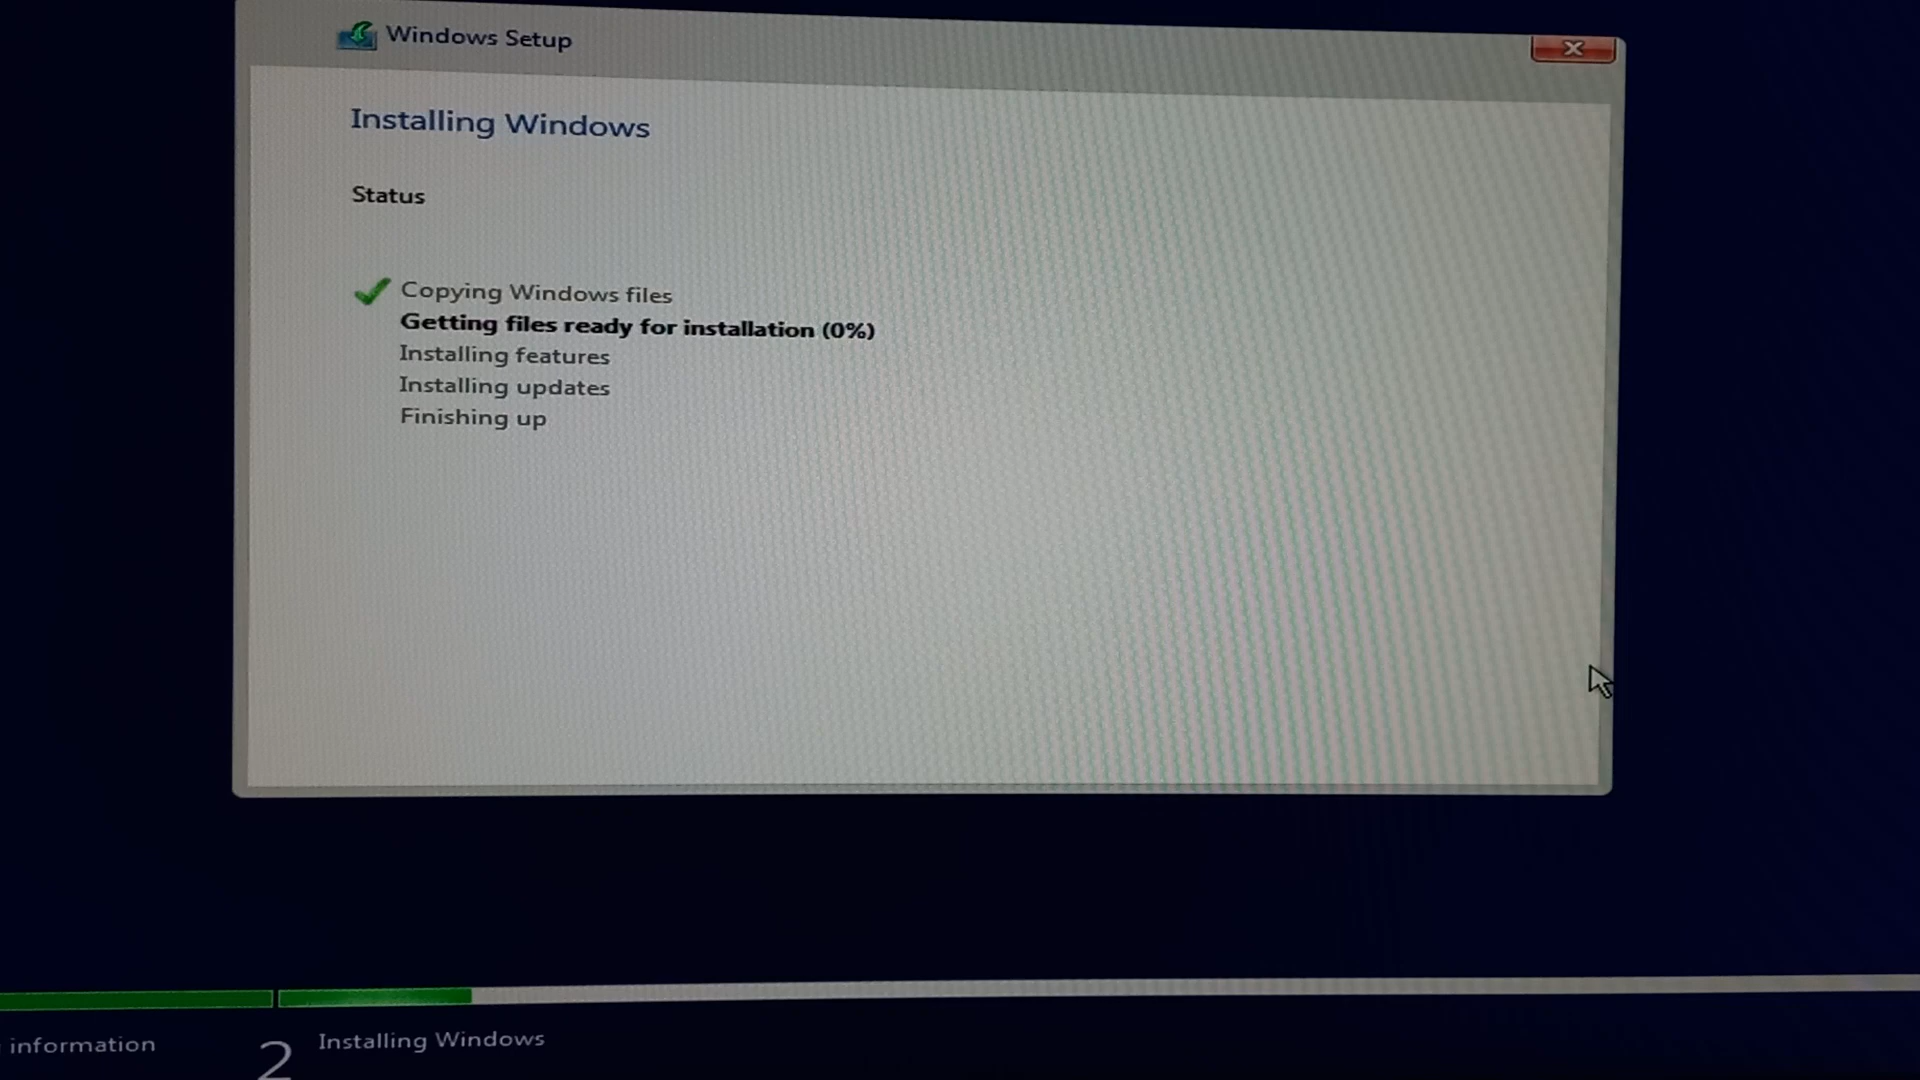 Windows Setup
Installing Windows
Status
Copying Windows files
Getting files ready for installation (0%)
Installing features
Installing updates
Finishing up
information
2 Installing Windows